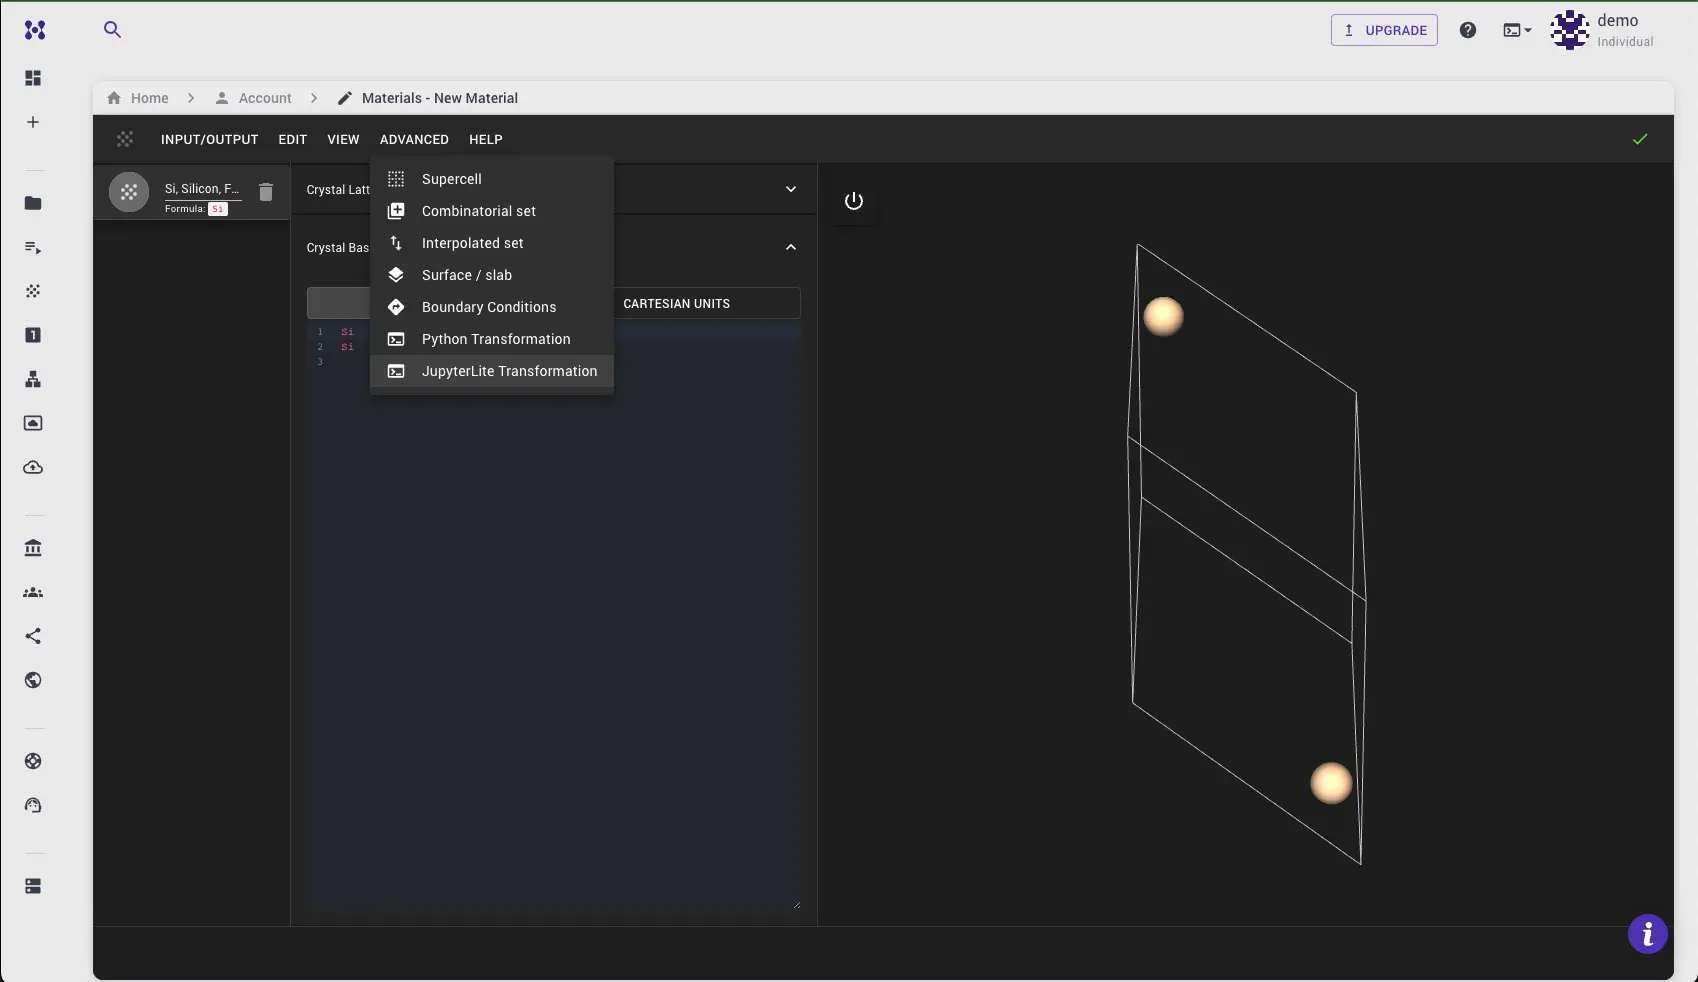 UPGRADE
demo
Individual
Home
Account
Materials - New Material
INPUT/OUTPUT EDIT VIEW ADVANCED HELP
Si, Silicon, F...
Formula: Si
Crystal Latt
Crystal Bas
CARTESIAN UNITS
1 Si
2 Si
3
Supercell
Combinatorial set
Interpolated set
Surface / slab
Boundary Conditions
Python Transformation
JupyterLite Transformation
1
i